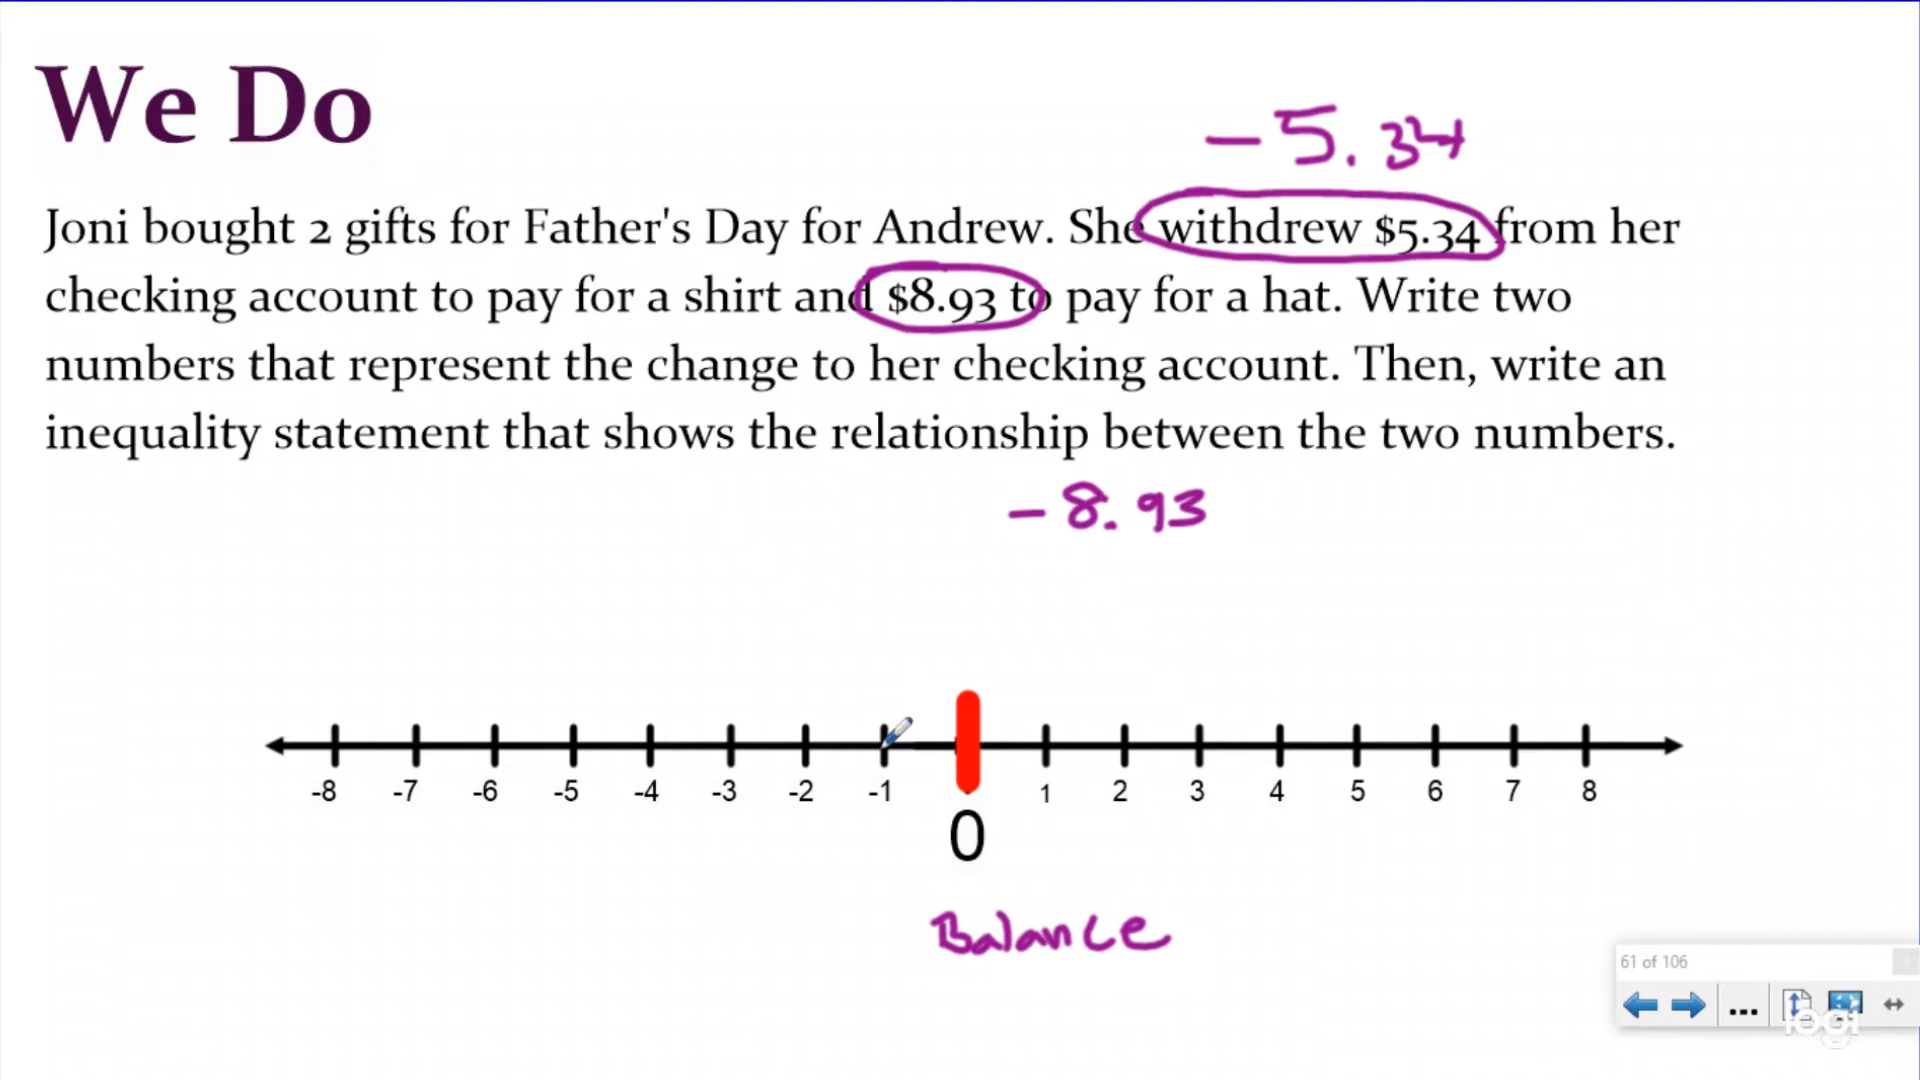 We Do
-5.34
Joni bought 2 gifts for Father's Day for Andrew. She withdrew $5.34 from her
checking account to pay for a shirt and $8.93 to pay for a hat. Write two
numbers that represent the change to her checking account. Then, write an
inequality statement that shows the relationship between the two numbers.
-8.93
-8 -7 -6 -5 -4 -3 -2 -1 1 2 3 4 5 6 7 8
0
Balance
61 of 106
logi